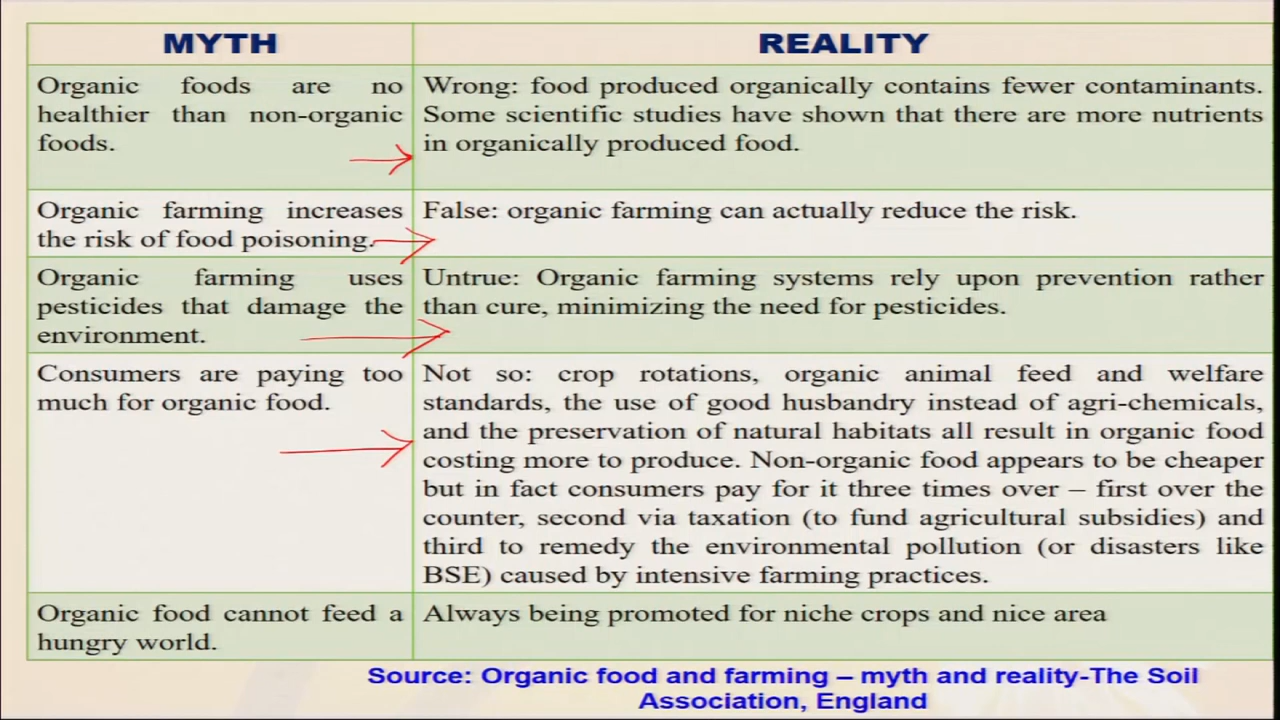 MYTH
REALITY
Organic foods are no
healthier than non-organic
foods.
Wrong: food produced organically contains fewer contaminants.
Some scientific studies have shown that there are more nutrients
in organically produced food.
Organic farming increases
the risk of food poisoning.
False: organic farming can actually reduce the risk.
Organic farming uses
pesticides that damage the
environment.
Untrue: Organic farming systems rely upon prevention rather
than cure, minimizing the need for pesticides.
Consumers are paying too
much for organic food.
Not so: crop rotations, organic animal feed and welfare
standards, the use of good husbandry instead of agri-chemicals,
and the preservation of natural habitats all result in organic food
costing more to produce. Non-organic food appears to be cheaper
but in fact consumers pay for it three times over – first over the
counter, second via taxation (to fund agricultural subsidies) and
third to remedy the environmental pollution (or disasters like
BSE) caused by intensive farming practices.
Organic food cannot feed a
hungry world.
Always being promoted for niche crops and nice area
Source: Organic food and farming – myth and reality-The Soil
Association, England